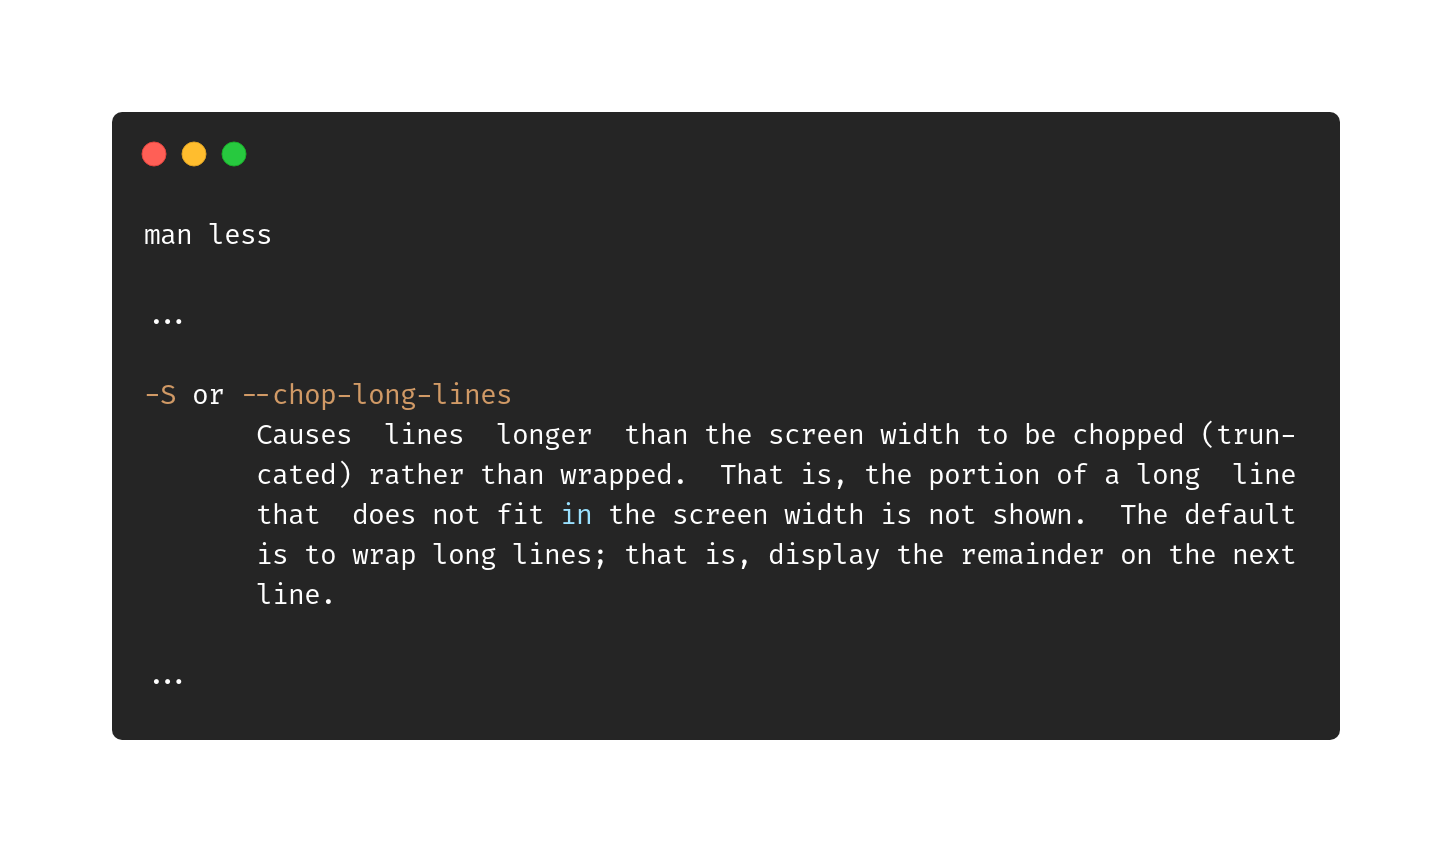 man less
...
-S or --chop-long-lines
Causes  lines  longer  than the screen width to be chopped (trun-
cated) rather than wrapped.  That is, the portion of a long  line
that  does not fit in the screen width is not shown.  The default
is to wrap long lines; that is, display the remainder on the next
line.
...